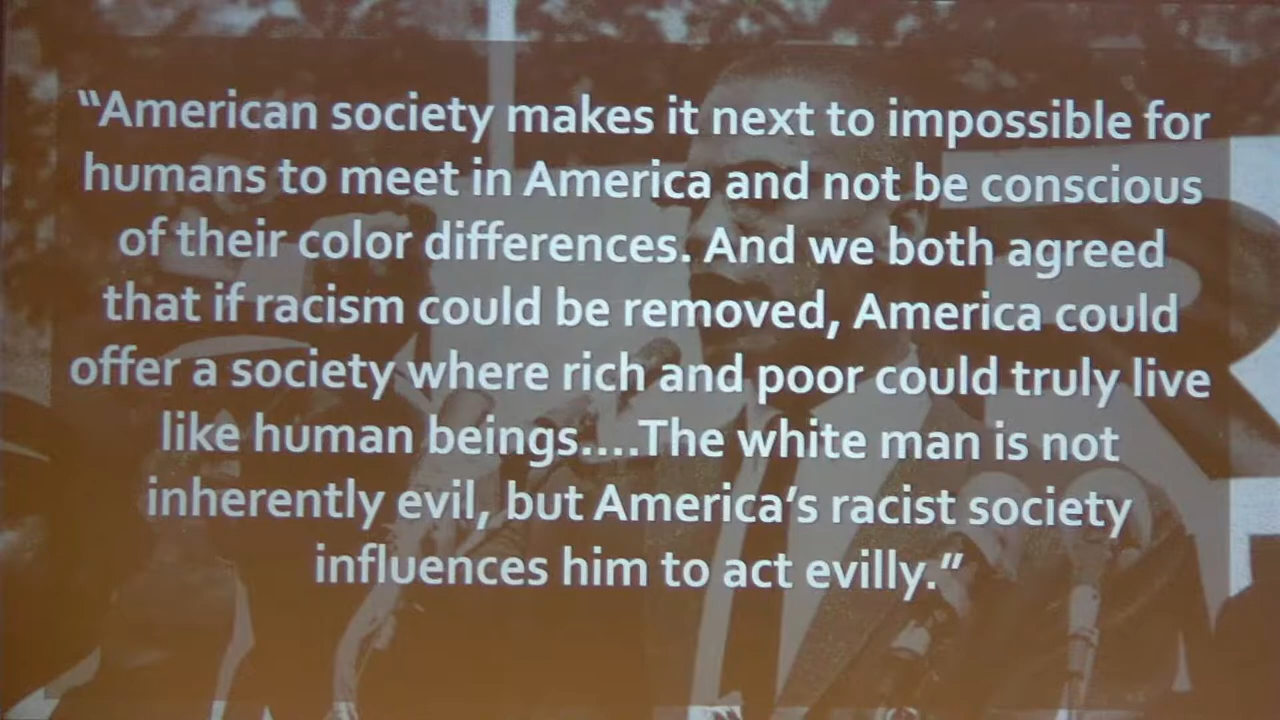 “American society makes it next to impossible for
humans to meet in America and not be conscious
of their color differences. And we both agreed
that if racism could be removed, America could
offer a society where rich and poor could truly live
like human beings....The white man is not
inherently evil, but America’s racist society
influences him to act evilly.”